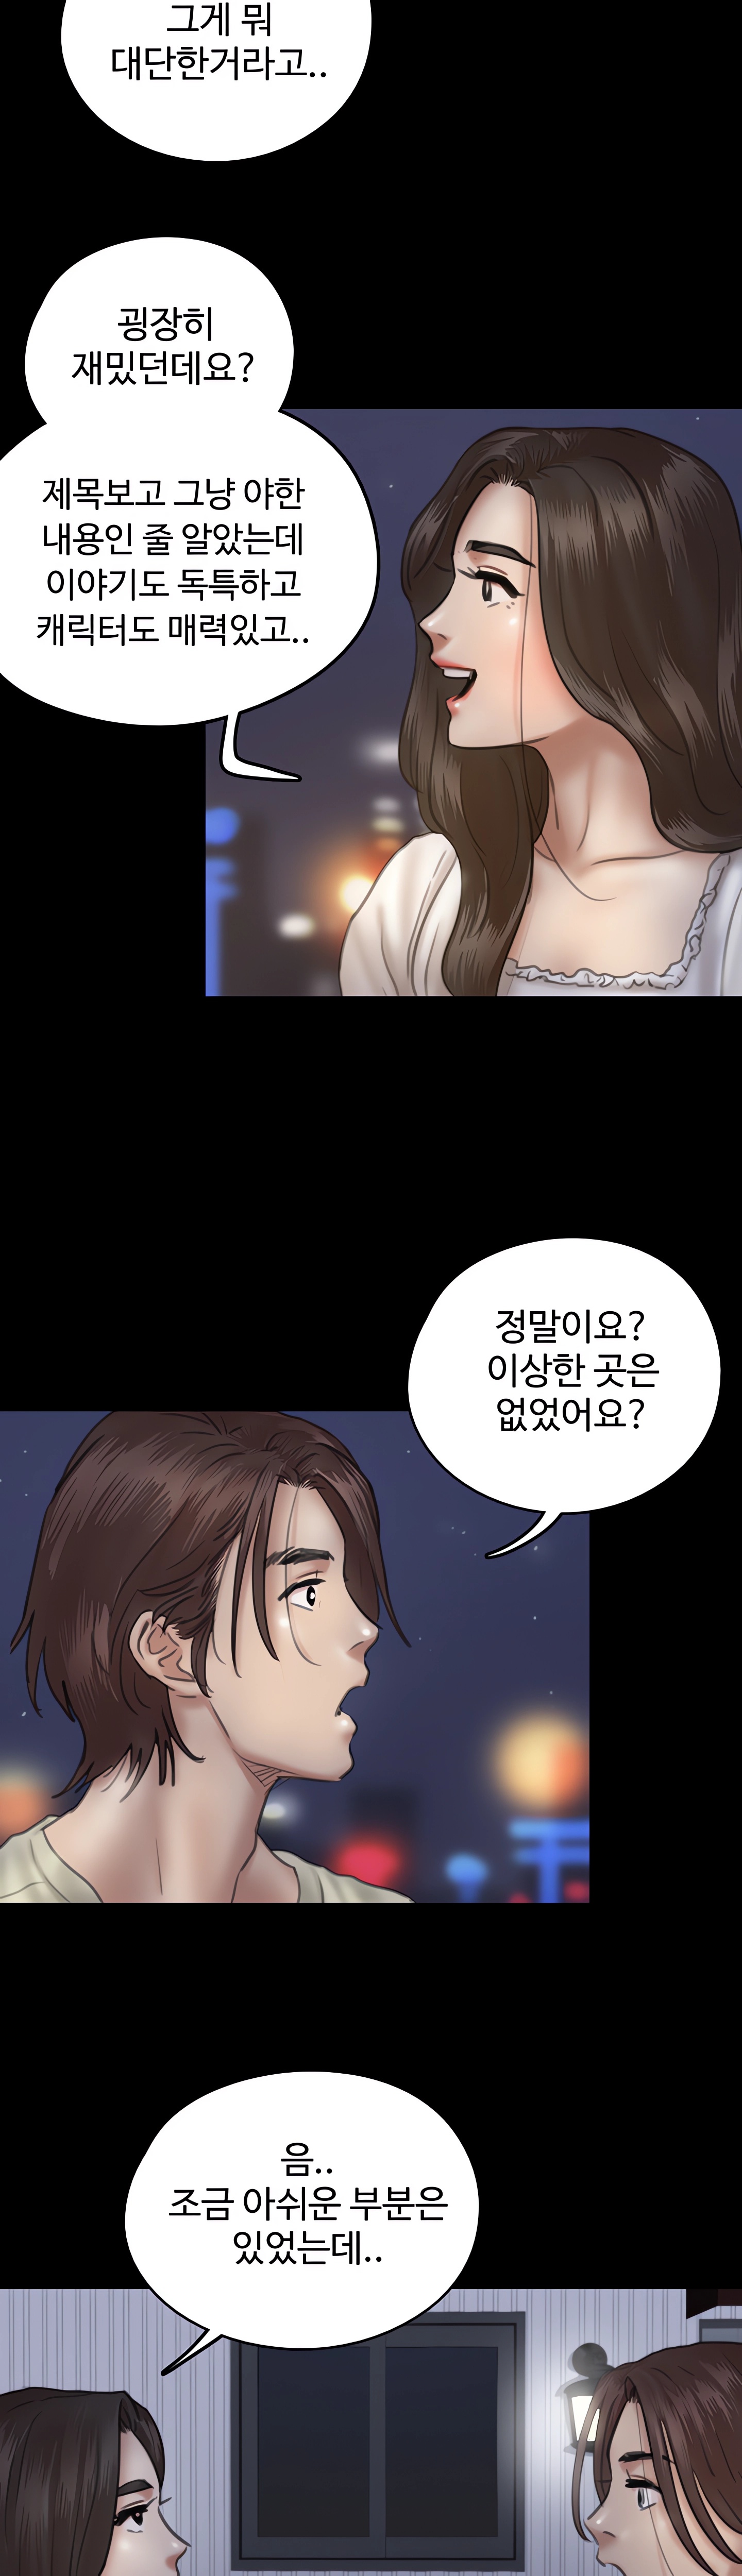 그게 뭐
대단한거라고..
굉장히
재밌던데요?
제목보고 그냥 야한
내용인 줄 알았는데
이야기도 독특하고
캐릭터도 매력있고..
정말이요?
이상한 곳은
없었어요?
음..
조금 아쉬운 부분은
있었는데..